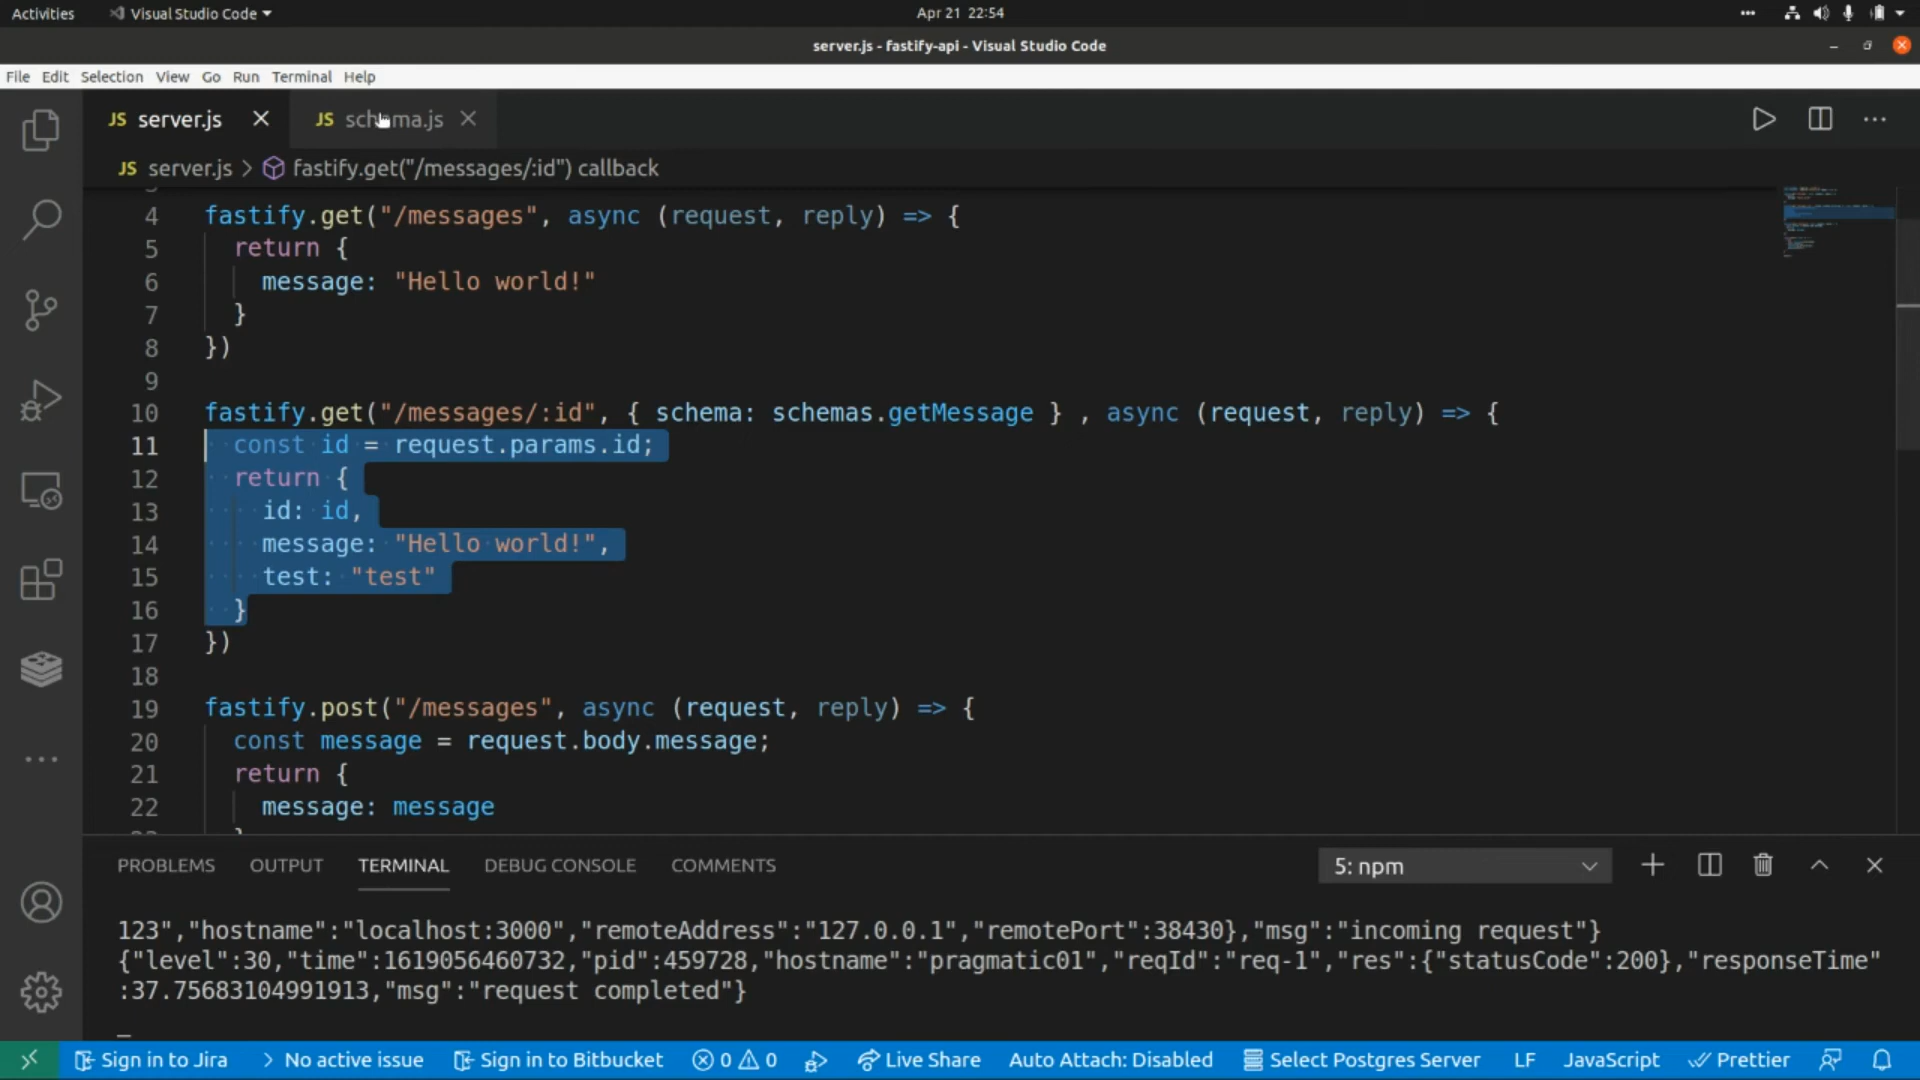 Activities Visual Studio Code Apr 21 22:54
server.js - fastify-api - Visual Studio Code
File Edit Selection View Go Run Terminal Help
JS server.js JS schema.js
JS server.js > fastify.get("/messages/:id") callback
4 fastify.get("/messages", async (request, reply) => {
5 return {
6 message: "Hello world!"
7 }
8 })
9
10 fastify.get("/messages/:id", { schema: schemas.getMessage } , async (request, reply) => {
11 const id = request.params.id;
12 return {
13 id: id,
14 message: "Hello world!",
15 test: "test"
16 }
17 })
18
19 fastify.post("/messages", async (request, reply) => {
20 const message = request.body.message;
21 return {
22 message: message
PROBLEMS OUTPUT TERMINAL DEBUG CONSOLE COMMENTS 5: npm
123","hostname":"localhost:3000","remoteAddress":"127.0.0.1","remotePort":38430},"msg":"incoming request"}
{"level":30,"time":1619056460732,"pid":459728,"hostname":"pragmatic01","reqId":"req-1","res":{"statusCode":200},"responseTime"
:37.75683104991913,"msg":"request completed"}
Sign in to Jira > No active issue Sign in to Bitbucket 0 0 Live Share Auto Attach: Disabled Select Postgres Server LF JavaScript Prettier